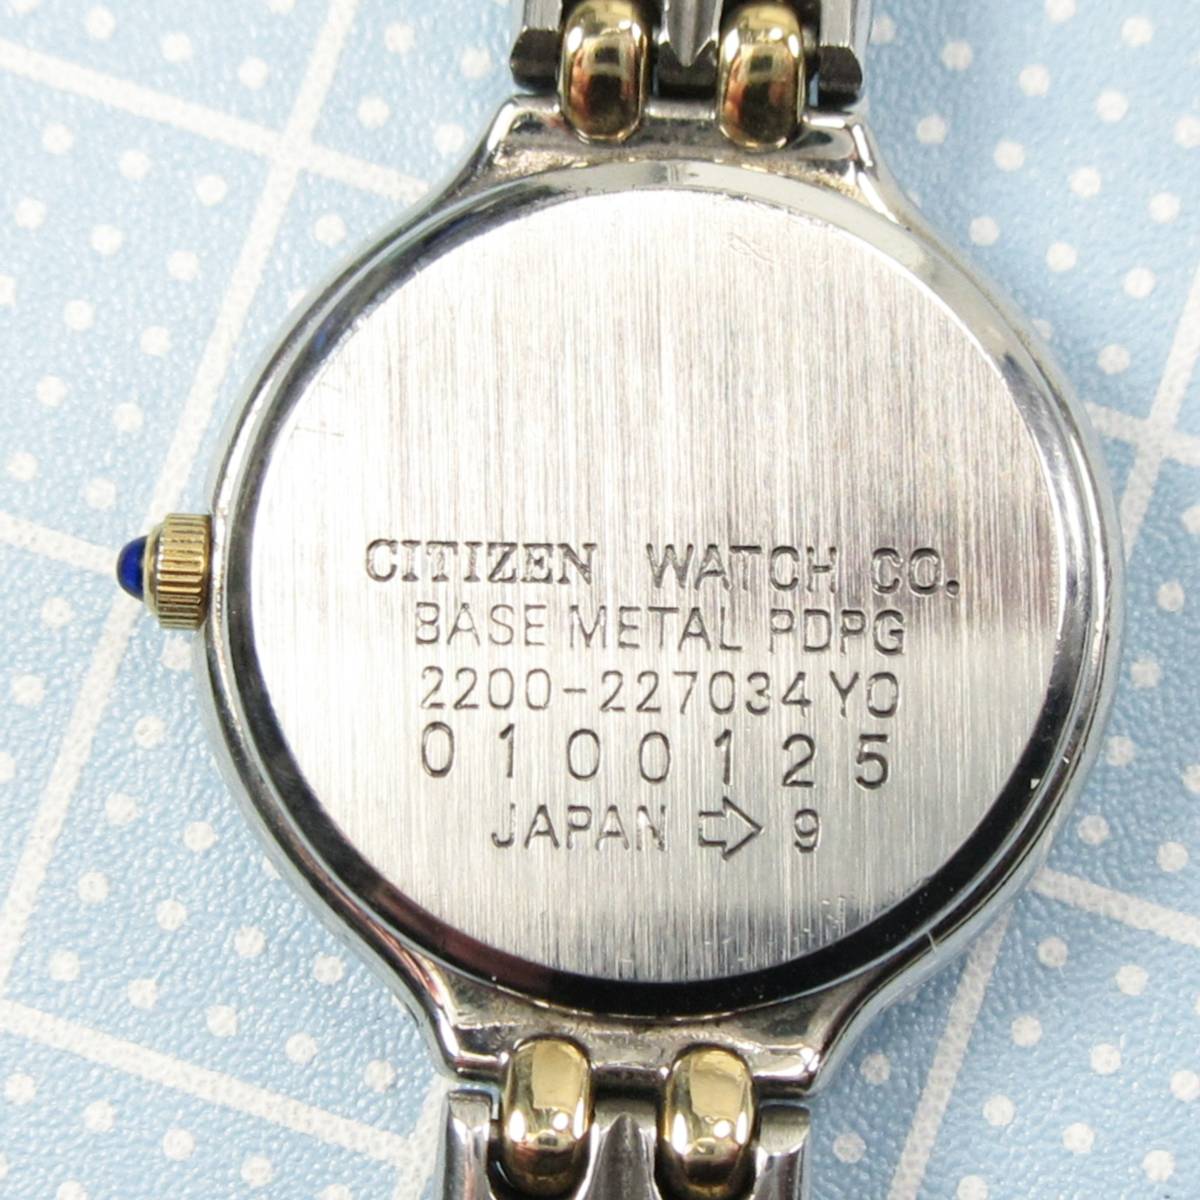 CITIZEN WATCH CO.
BASE METAL PDPG
2200-227034 YO
0100125
JAPAN ⇨ 9